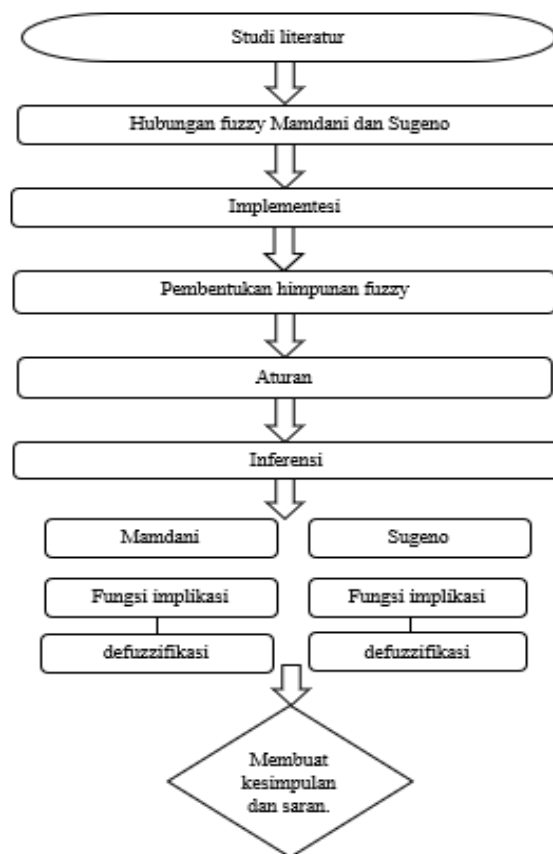 Studi literatur
Hubungan fuzzy Mamdani dan Sugeno
Implementesi
Pembentukan himpunan fuzzy
Aturan
Inferensi
Mamdani
Sugeno
Fungsi implikasi
Fungsi implikasi
defuzzifikasi
defuzzifikasi
Membuat
kesimpulan
dan saran.